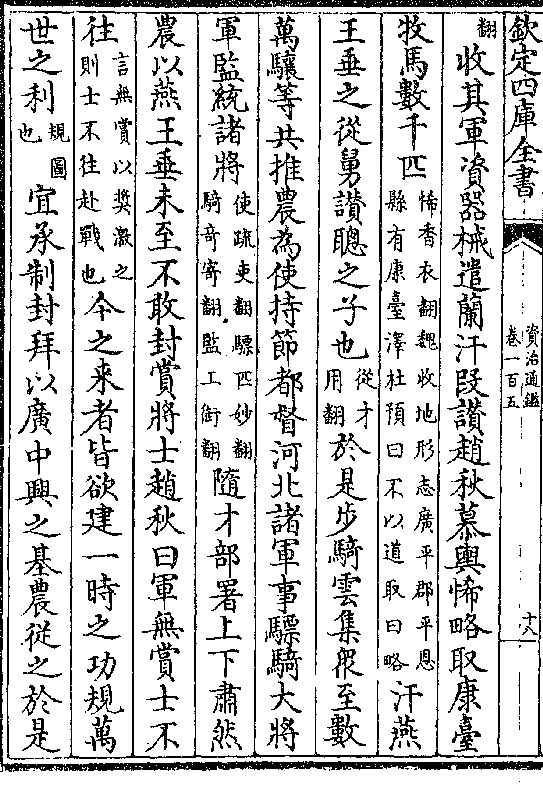 欽定四庫全書
資治通鑑
卷一百五
十八
翻收其軍資器械遣蘭汗段讚趙秋慕輿悕略取康臺
牧馬數千匹悕香衣翻魏收地形志廣平郡平恩縣有康臺澤杜預曰不以道取曰略汗燕
王垂之從舅讃聰之子也從才用翻於是步騎雲集衆至數
萬驤等共推農為使持節都督河北諸軍事驃騎大將
軍監統諸將使疏吏翻驃匹妙翻騎奇寄翻監工銜翻隨才部署上下肅然
農以燕王垂未至不敢封賞將士趙秋曰軍無賞士不
往言無賞以奬激之則士不往赴戰也今之来者皆欲建一時之功規萬
世之利規圖也宜承制封拜以廣中興之基農從之於是